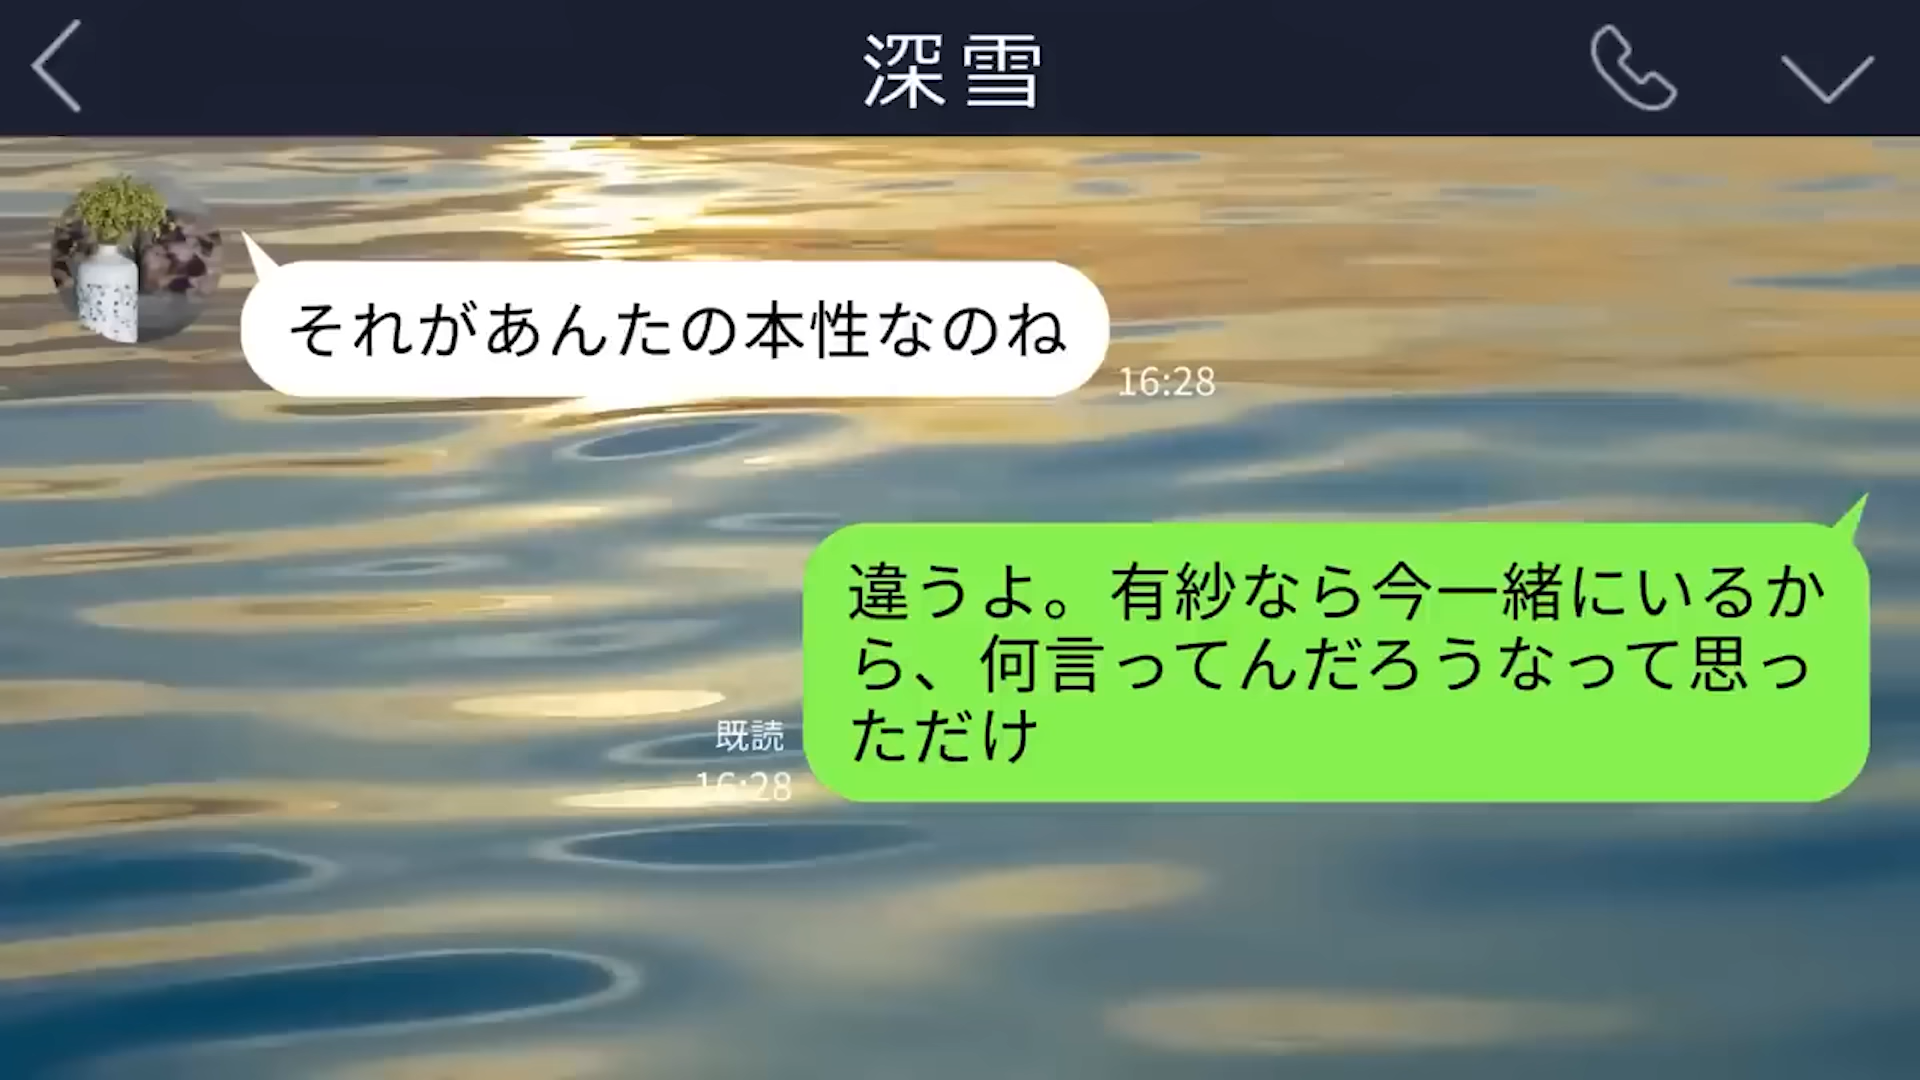 深雪
それがあんたの本性なのね
16:28
違うよ。有紗なら今一緒にいるか
ら、何言ってんだろうなって思っ
ただけ
既読
16:28